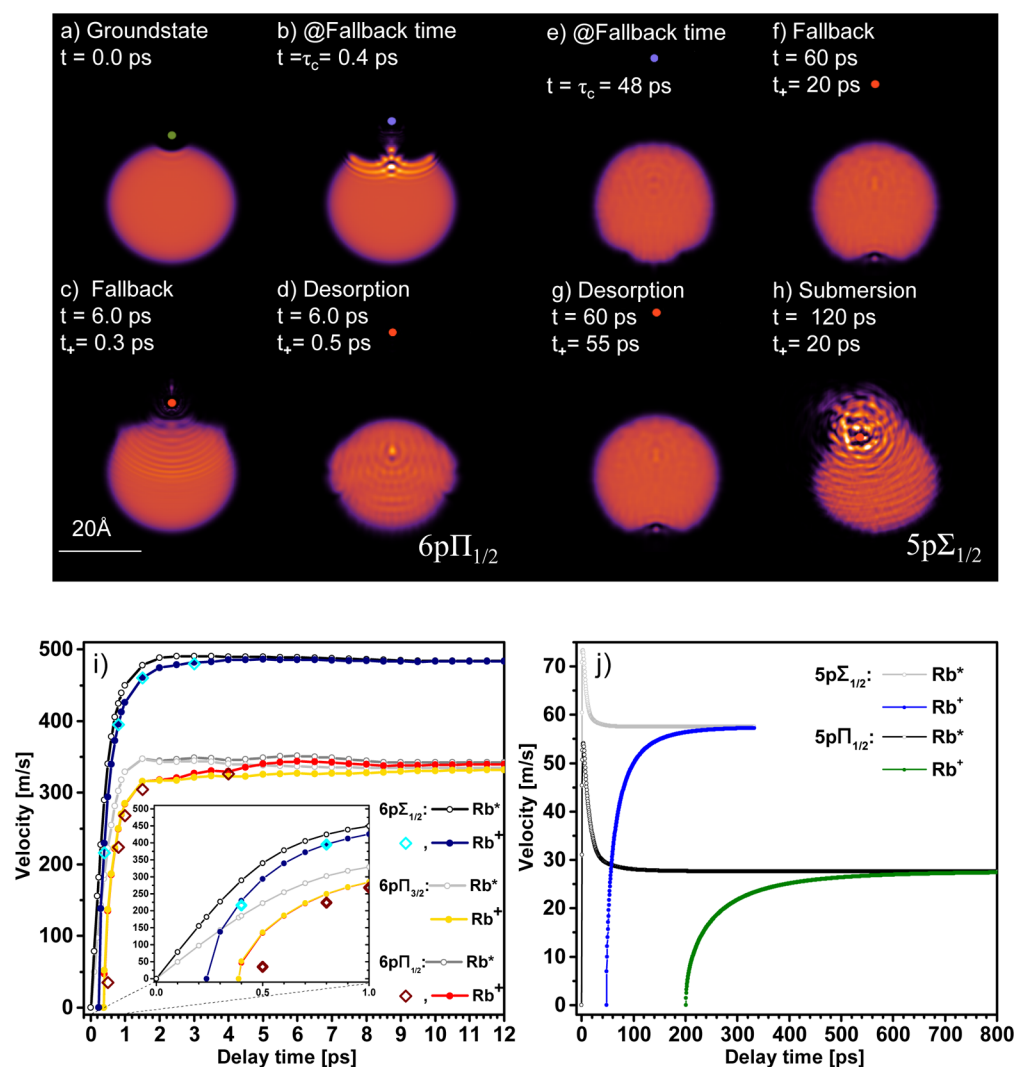 a) Groundstate
t = 0.0 ps
b) @Fallback time
t =τc= 0.4 ps
e) @Fallback time
t = τc = 48 ps
f) Fallback
t = 60 ps
t+= 20 ps
c) Fallback
t = 6.0 ps
t+= 0.3 ps
d) Desorption
t = 6.0 ps
t+= 0.5 ps
g) Desorption
t = 60 ps
t+= 55 ps
h) Submersion
t = 120 ps
t+= 20 ps
20Å
6pΠ1/2
5pΣ1/2
i)
500
400
300
200
100
0
Velocity [m/s]
0 1 2 3 4 5 6 7 8 9 10 11 12
Delay time [ps]
450
400
350
300
250
200
150
100
50
0
0.0 0.5 1.0
6pΣ1/2: Rb*
, Rb+
6pΠ3/2: Rb*
Rb+
6pΠ1/2: Rb*
, Rb+
j)
70
60
50
40
30
20
10
0
Velocity [m/s]
0 100 200 300 400 500 600 700 800
Delay time [ps]
5pΣ1/2: Rb*
Rb+
5pΠ1/2: Rb*
Rb+